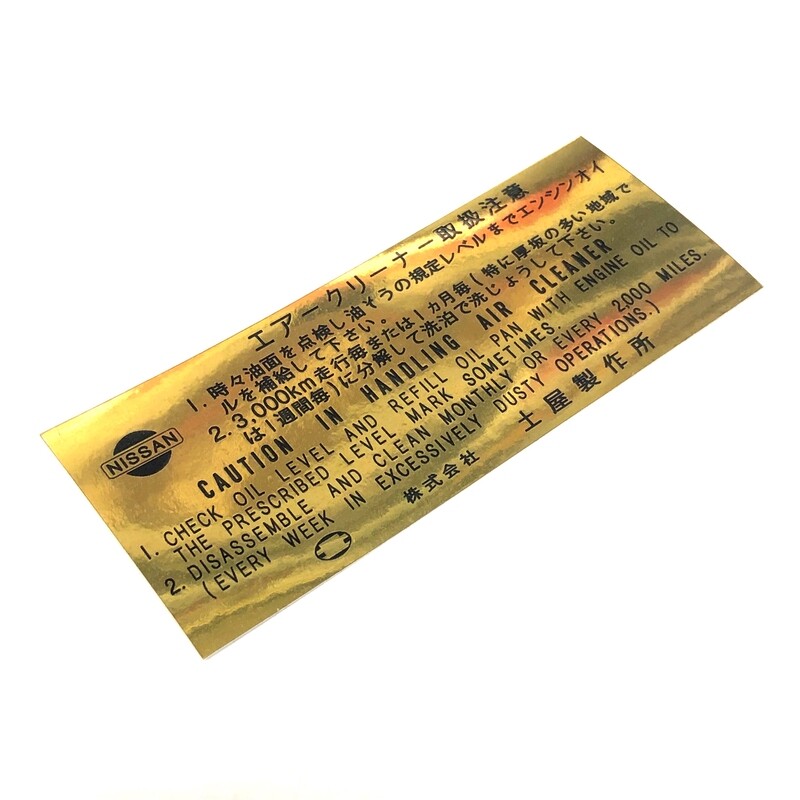 エアークリーナー取扱注意
1. 時々油面を点検し油そうの規定レベルまでエンシンオイ
ルを補給して下さい。
2. 3,000km走行毎または1ヵ月毎(特に厚坂の多い地域で
は1週間毎)に分解して洗泊で洗じょうして下さい。
NISSAN
CAUTION IN HANDLING AIR CLEANER
1. CHECK OIL LEVEL AND REFILL OIL PAN WITH ENGINE OIL TO
THE PRESCRIBED LEVEL MARK SOMETIMES.
2. DISASSEMBLE AND CLEAN MONTHLY OR EVERY 2,000 MILES.
(EVERY WEEK IN EXCESSIVELY DUSTY OPERATIONS.)
株式会社 土屋製作所